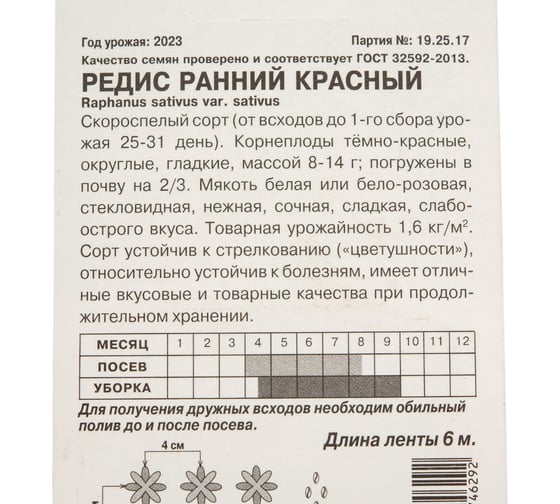 Год урожая: 2023 Партия №: 19.25.17
Качество семян проверено и соответствует ГОСТ 32592-2013.
РЕДИС РАННИЙ КРАСНЫЙ
Raphanus sativus var. sativus
Скороспелый сорт (от всходов до 1-го сбора уро-
жая 25-31 день). Корнеплоды тёмно-красные,
округлые, гладкие, массой 8-14 г; погружены в
почву на 2/3. Мякоть белая или бело-розовая,
стекловидная, нежная, сочная, сладкая, слабо-
острого вкуса. Товарная урожайность 1,6 кг/м².
Сорт устойчив к стрелкованию («цветушности»),
относительно устойчив к болезням, имеет отлич-
ные вкусовые и товарные качества при продол-
жительном хранении.
МЕСЯЦ 1 2 3 4 5 6 7 8 9 10 11 12
ПОСЕВ
УБОРКА
Для получения дружных всходов необходим обильный
полив до и после посева.
Длина ленты 6 м.
4 см
46292